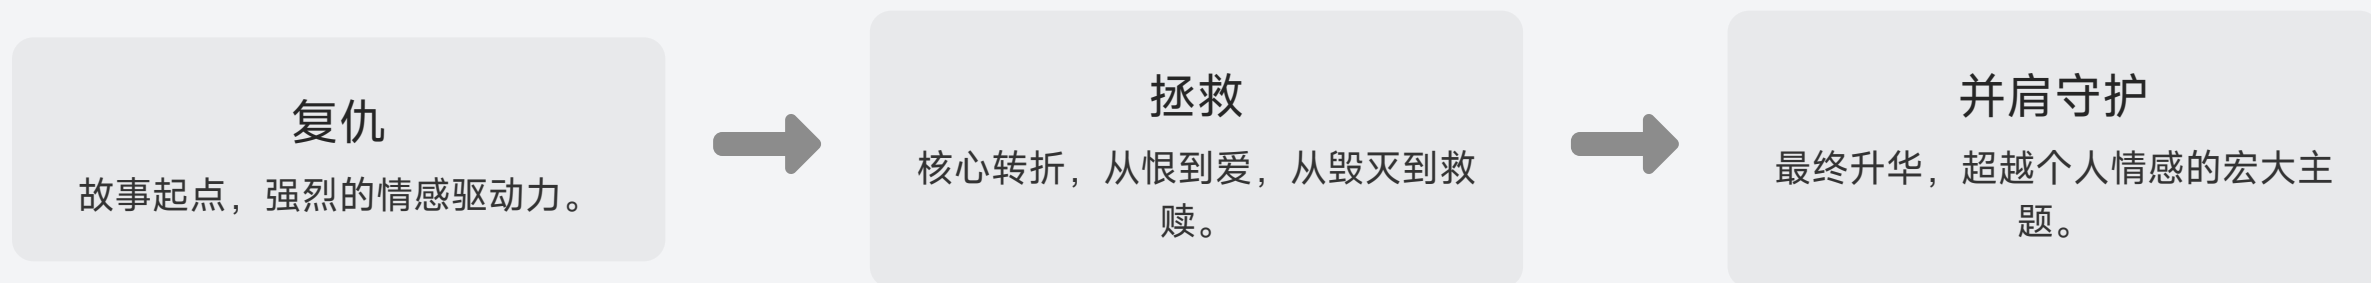 复仇
故事起点，强烈的情感驱动力。
拯救
核心转折，从恨到爱，从毁灭到救
赎。
并肩守护
最终升华，超越个人情感的宏大主
题。